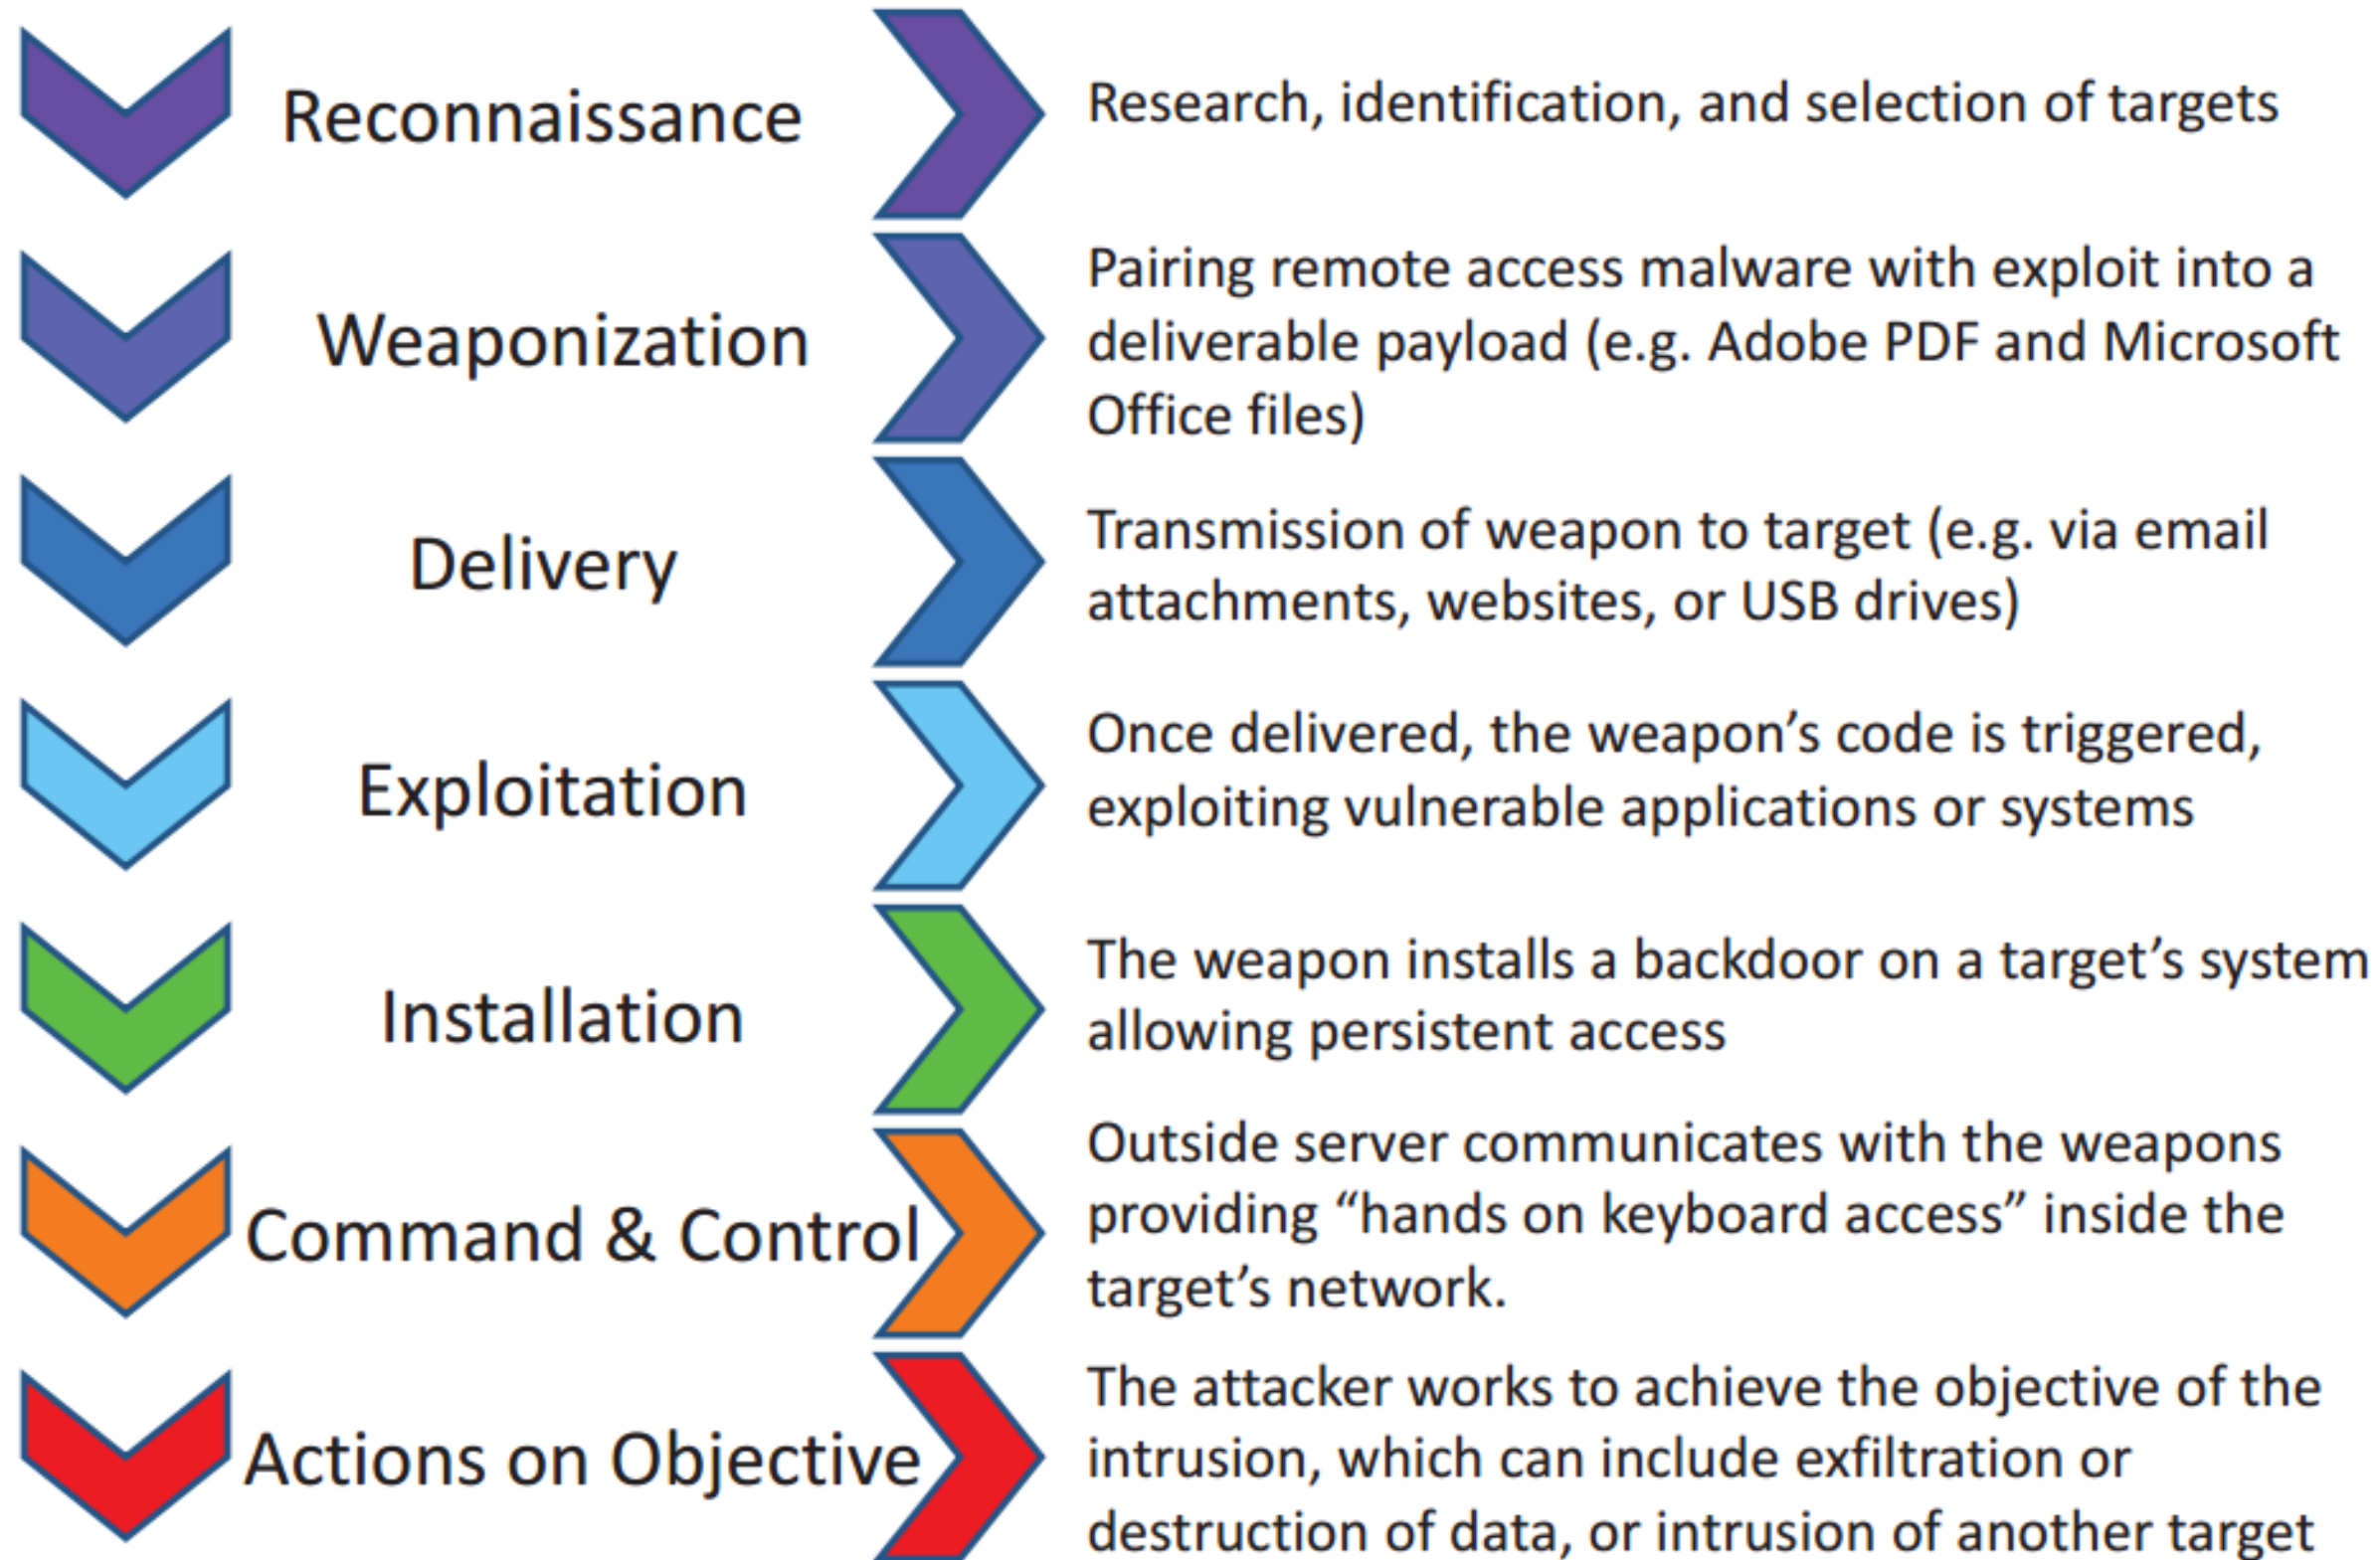 Reconnaissance
Research, identification, and selection of targets
Weaponization
Pairing remote access malware with exploit into a
deliverable payload (e.g. Adobe PDF and Microsoft
Office files)
Delivery
Transmission of weapon to target (e.g. via email
attachments, websites, or USB drives)
Exploitation
Once delivered, the weapon’s code is triggered,
exploiting vulnerable applications or systems
Installation
The weapon installs a backdoor on a target’s system
allowing persistent access
Command & Control
Outside server communicates with the weapons
providing “hands on keyboard access” inside the
target’s network.
Actions on Objective
The attacker works to achieve the objective of the
intrusion, which can include exfiltration or
destruction of data, or intrusion of another target